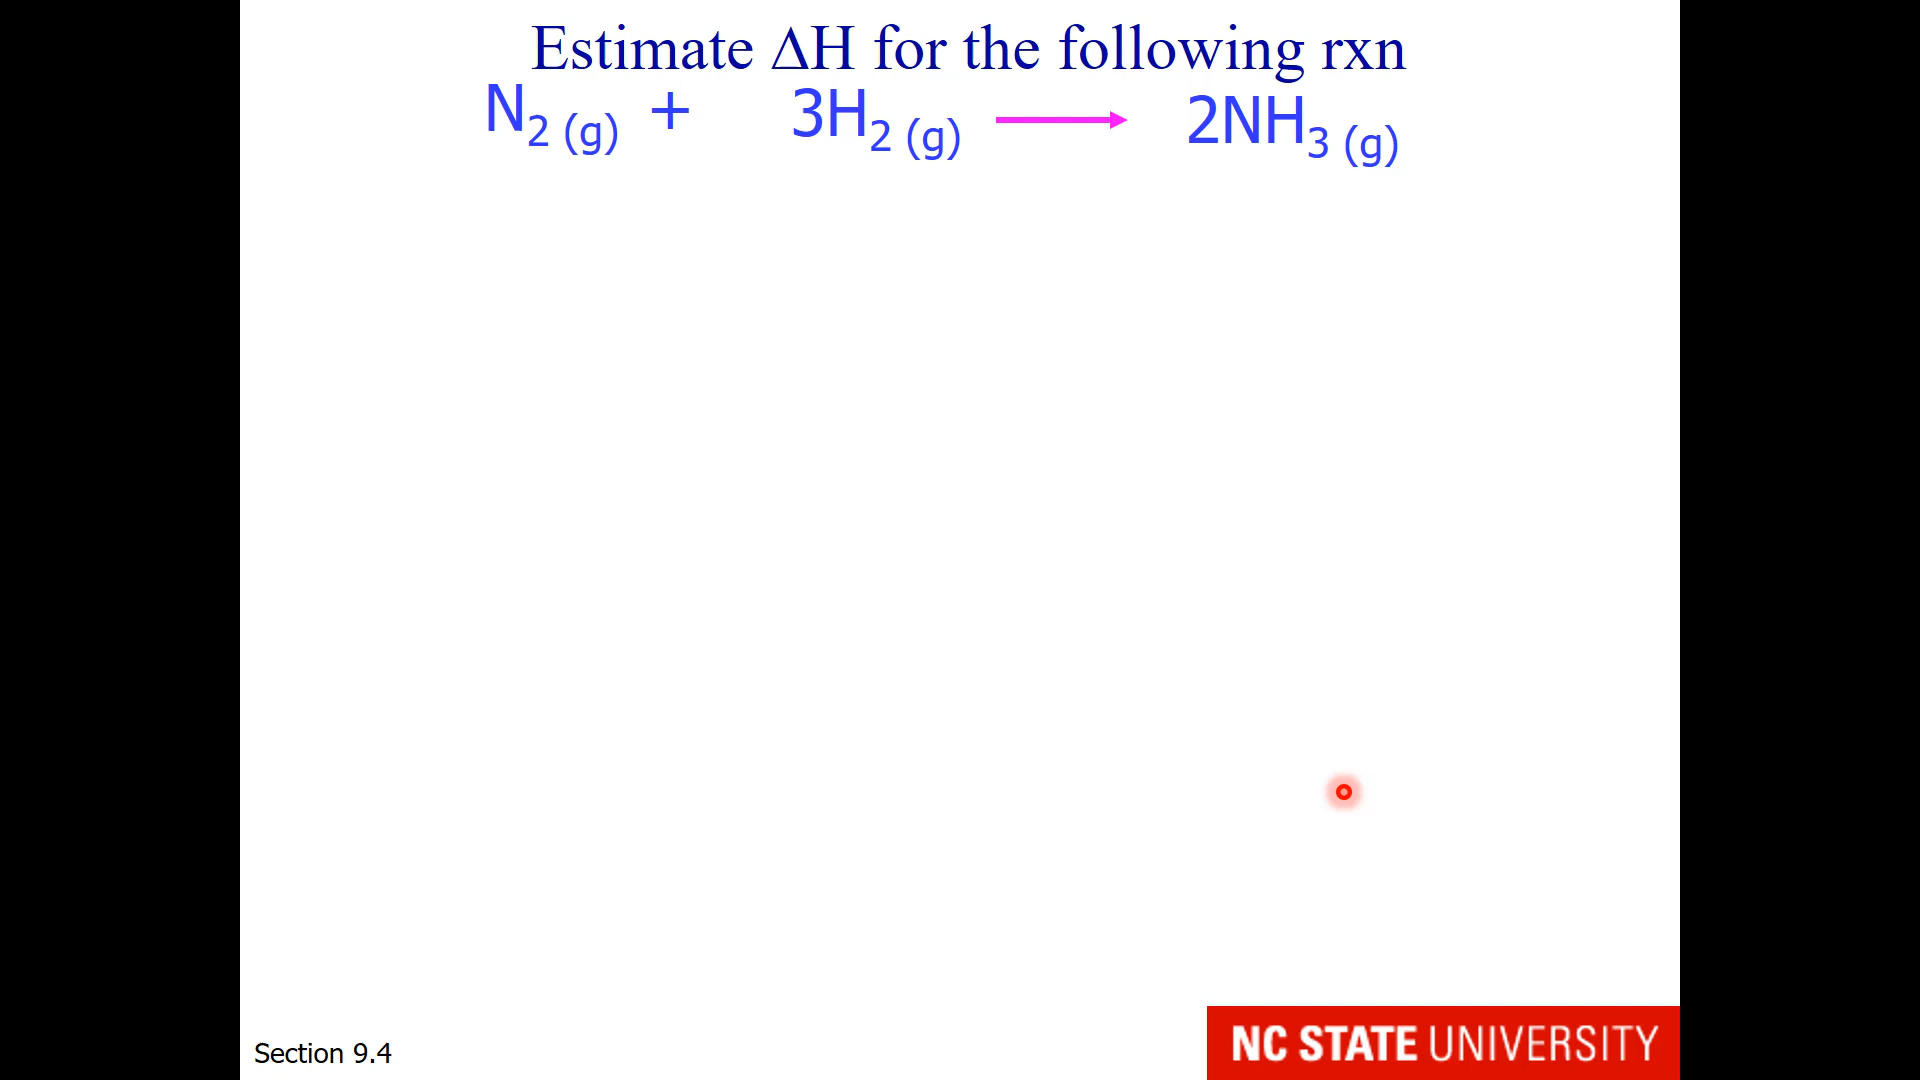 Estimate ΔH for the following rxn
N₂ (g) + 3H₂ (g) ⟶ 2NH₃ (g)
Section 9.4
NC STATE UNIVERSITY